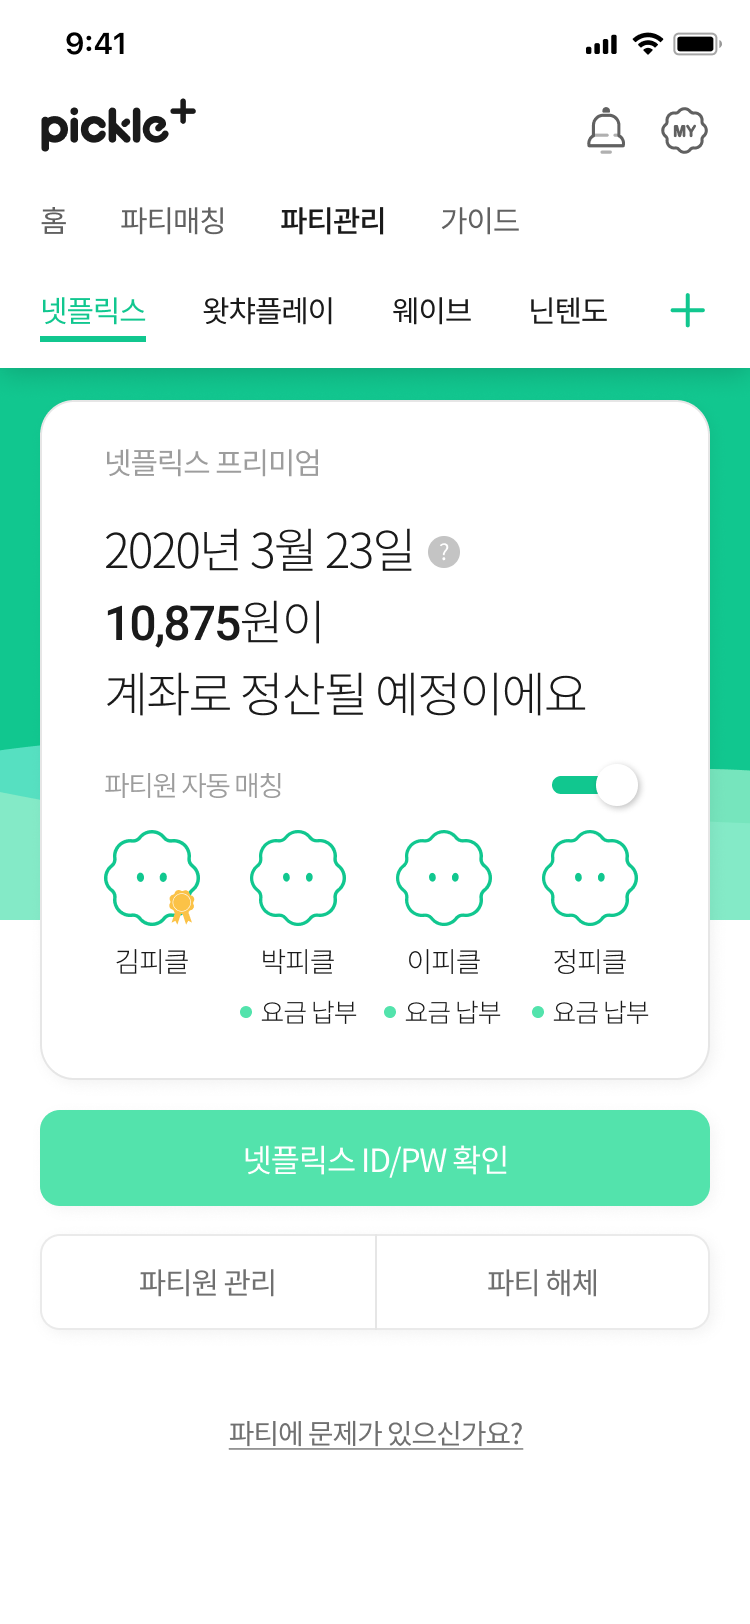 9:41
pickle+
MY
홈 파티매칭 파티관리 가이드
넷플릭스 왓챠플레이 웨이브 닌텐도 +
넷플릭스 프리미엄
2020년 3월 23일 ?
10,875원이
계좌로 정산될 예정이에요
파티원 자동 매칭
김피클 박피클 이피클 정피클
요금 납부 요금 납부 요금 납부
넷플릭스 ID/PW 확인
파티원 관리 파티 해체
파티에 문제가 있으신가요?